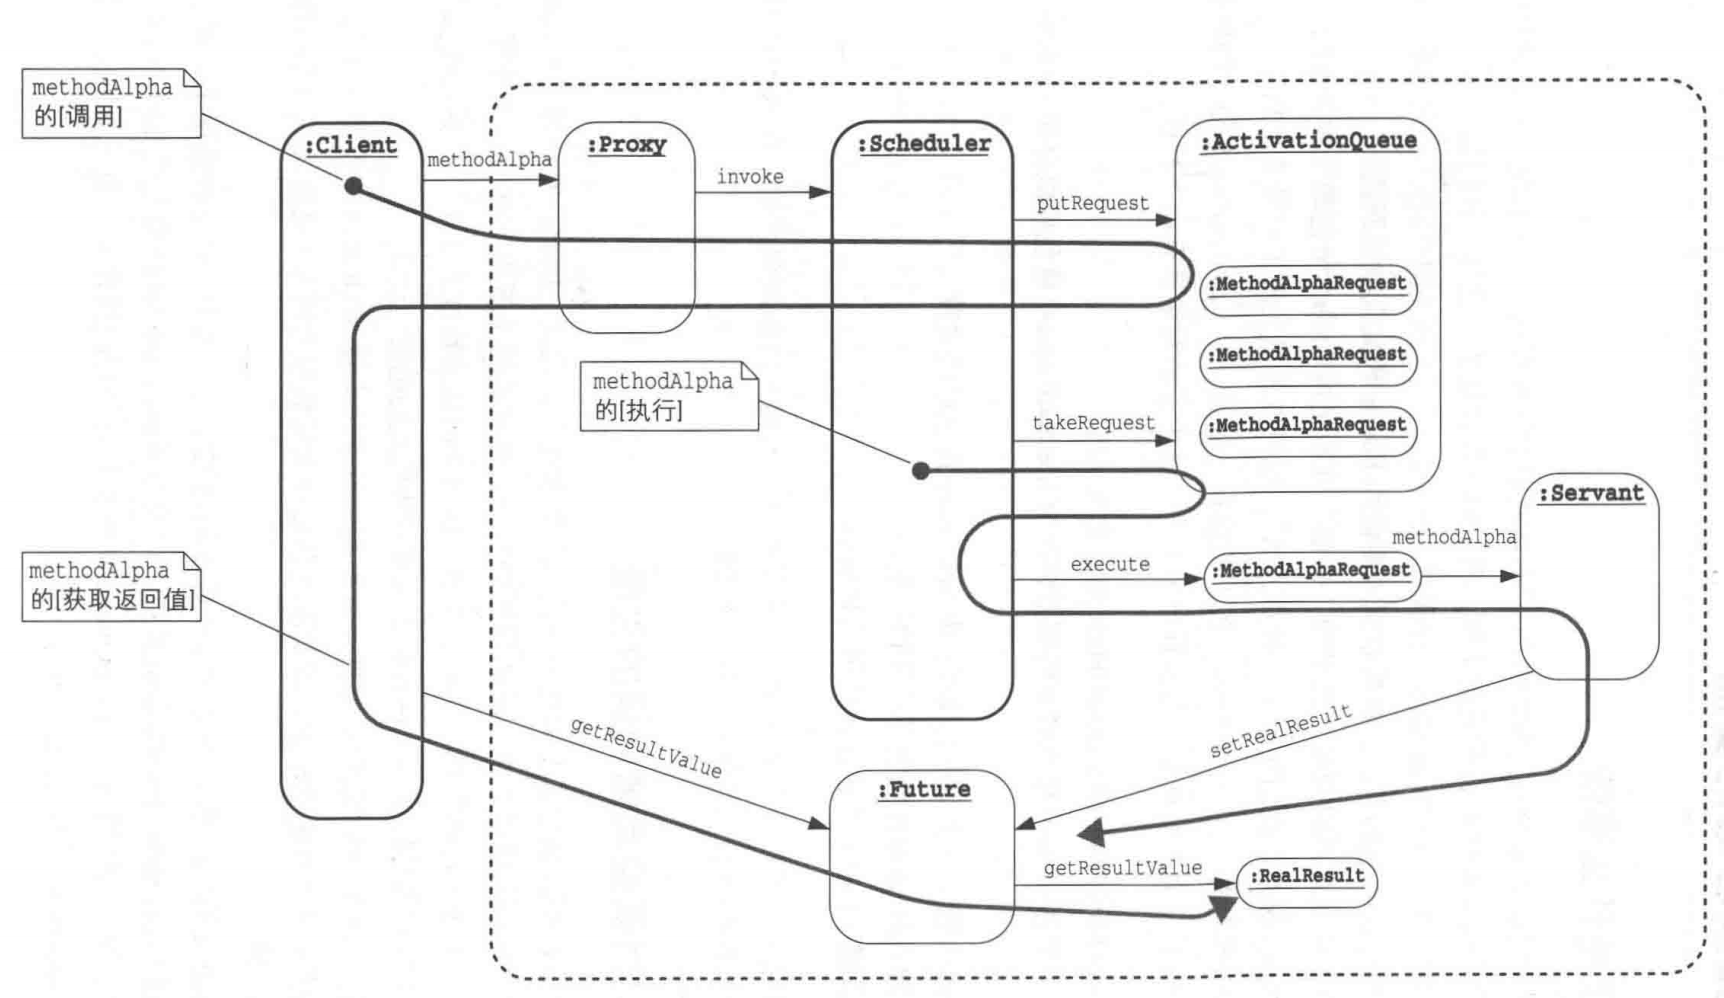 methodAlpha
的[调用]
:Client
methodAlpha
:Proxy
invoke
:Scheduler
putRequest
:ActivationQueue
:MethodAlphaRequest
:MethodAlphaRequest
:MethodAlphaRequest
methodAlpha
的[执行]
takeRequest
:Servant
methodAlpha
execute
:MethodAlphaRequest
methodAlpha
的[获取返回值]
getResultValue
setRealResult
:Future
getResultValue
:RealResult